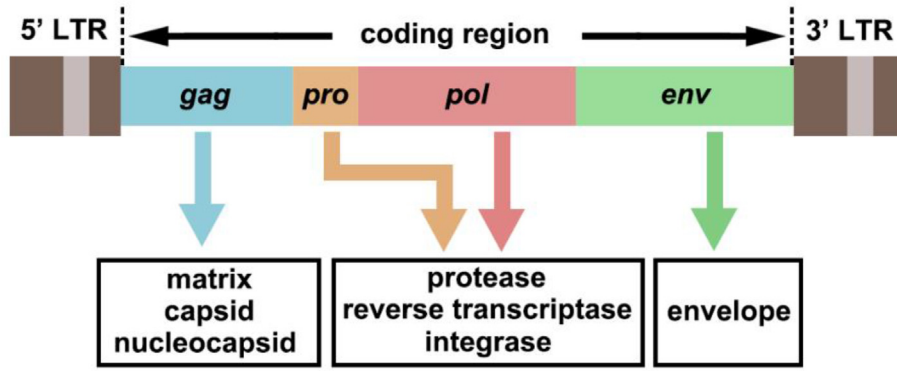 5’ LTR
coding region
3’ LTR
gag
pro
pol
env
matrix
capsid
nucleocapsid
protease
reverse transcriptase
integrase
envelope